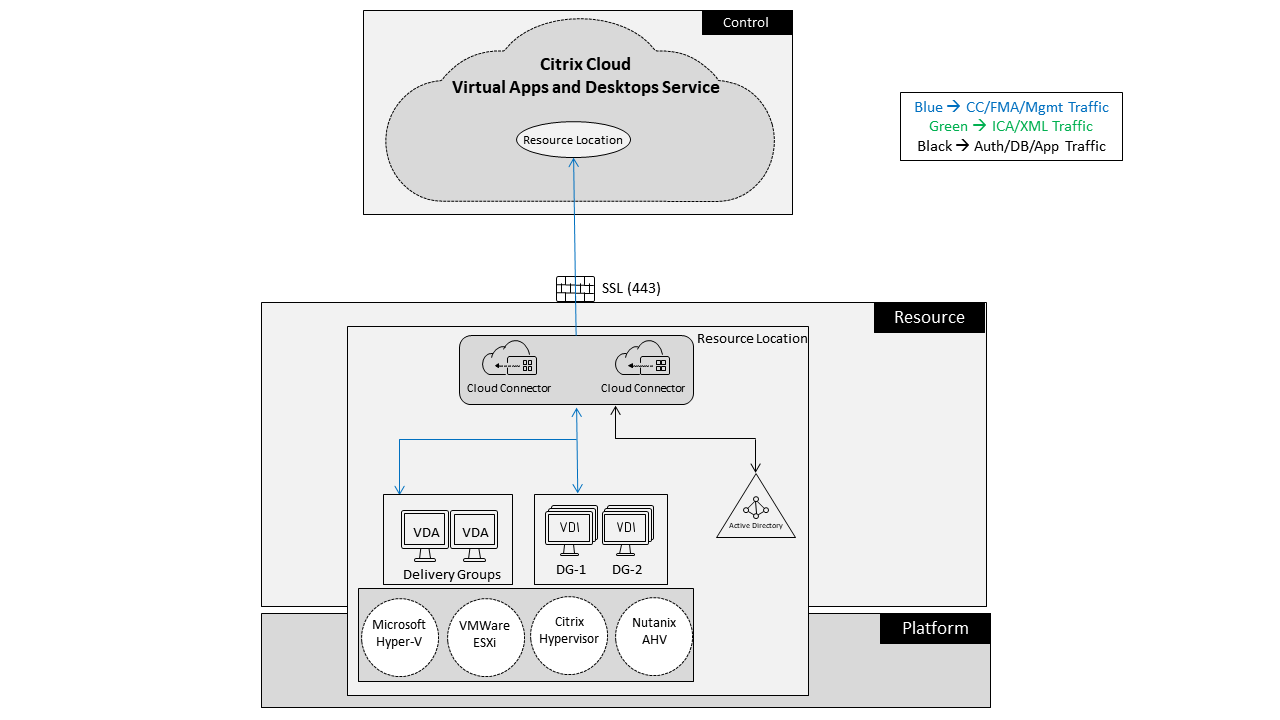 Control
Citrix Cloud
Virtual Apps and Desktops Service
Resource Location
Blue → CC/FMA/Mgmt Traffic
Green → ICA/XML Traffic
Black → Auth/DB/App Traffic
SSL (443)
Resource
Resource Location
Cloud Connector
Cloud Connector
VDA
VDA
Delivery Groups
VDI
VDI
DG-1
DG-2
Active Directory
Platform
Microsoft
Hyper-V
VMWare
ESXi
Citrix
Hypervisor
Nutanix
AHV